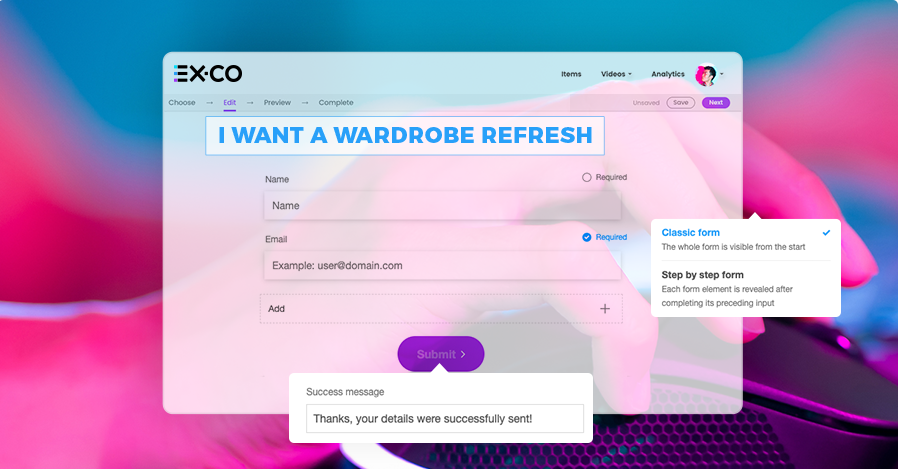 EX·CO
Items Videos Analytics
Choose → Edit → Preview → Complete
Unsaved Save Next
I WANT A WARDROBE REFRESH
Name
Required
Name
Email
Required
Example: user@domain.com
Add
Submit
Success message
Thanks, your details were successfully sent!
Classic form
The whole form is visible from the start
Step by step form
Each form element is revealed after
completing its preceding input